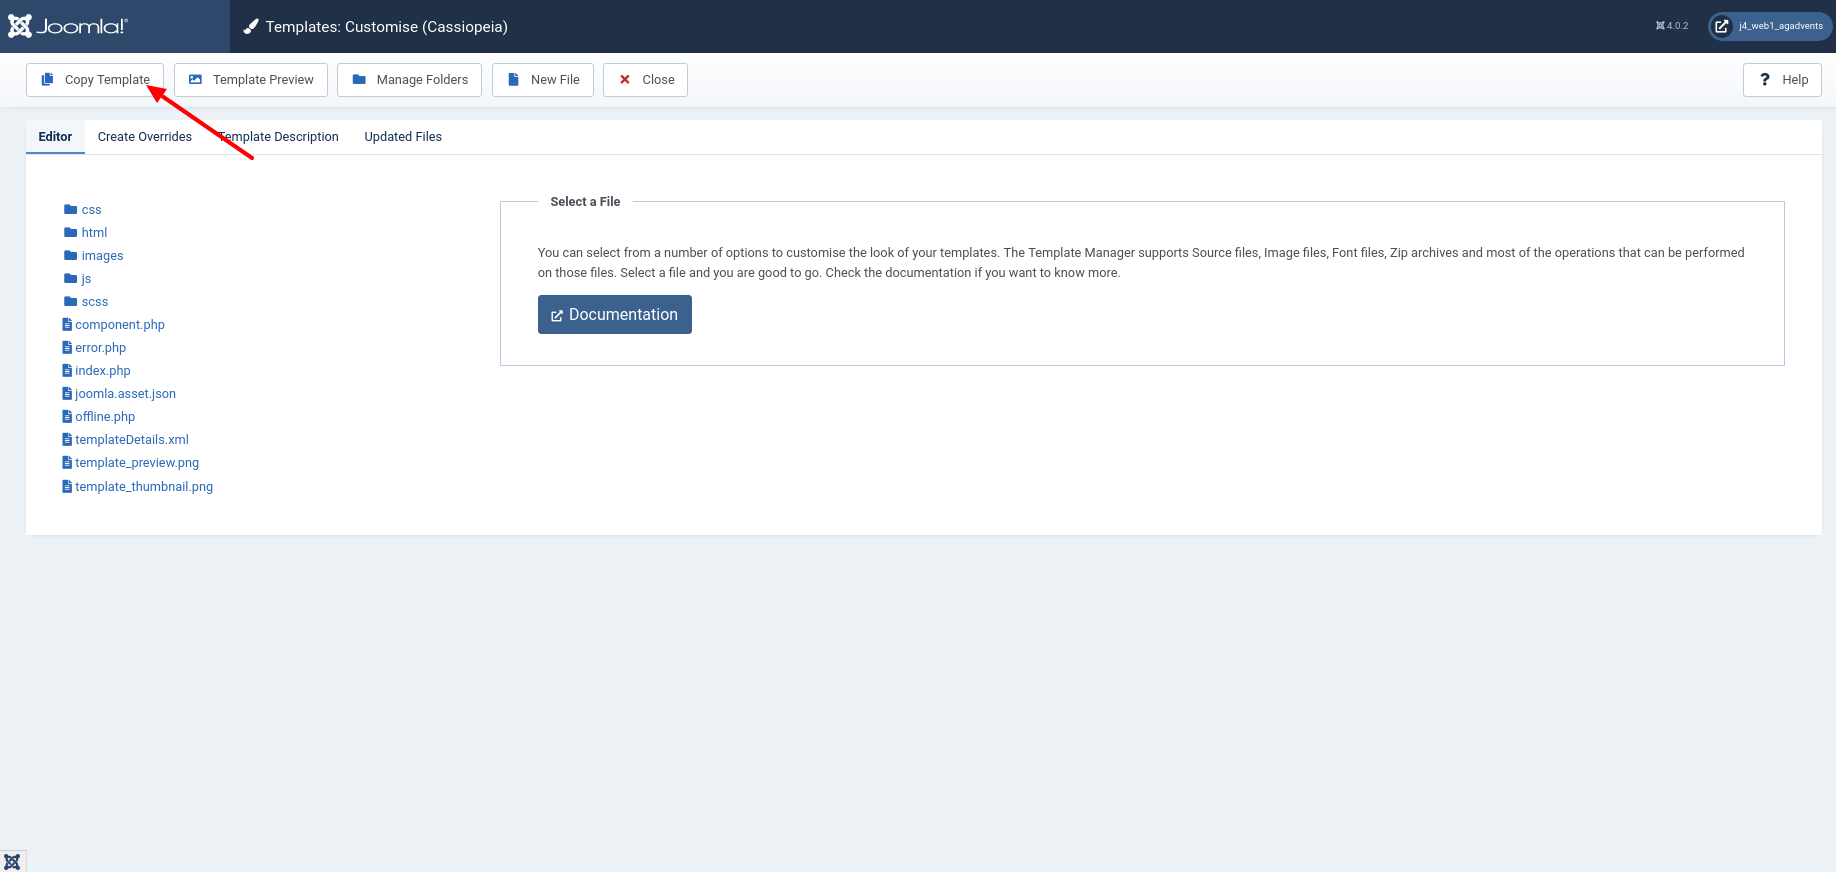 Joomla!®
Templates: Customise (Cassiopeia)
4.0.2
j4_web1_agadvents
Copy Template
Template Preview
Manage Folders
New File
Close
? Help
Editor
Create Overrides
Template Description
Updated Files
css
html
images
js
scss
component.php
error.php
index.php
joomla.asset.json
offline.php
templateDetails.xml
template_preview.png
template_thumbnail.png
Select a File
You can select from a number of options to customise the look of your templates. The Template Manager supports Source files, Image files, Font files, Zip archives and most of the operations that can be performed
on those files. Select a file and you are good to go. Check the documentation if you want to know more.
Documentation